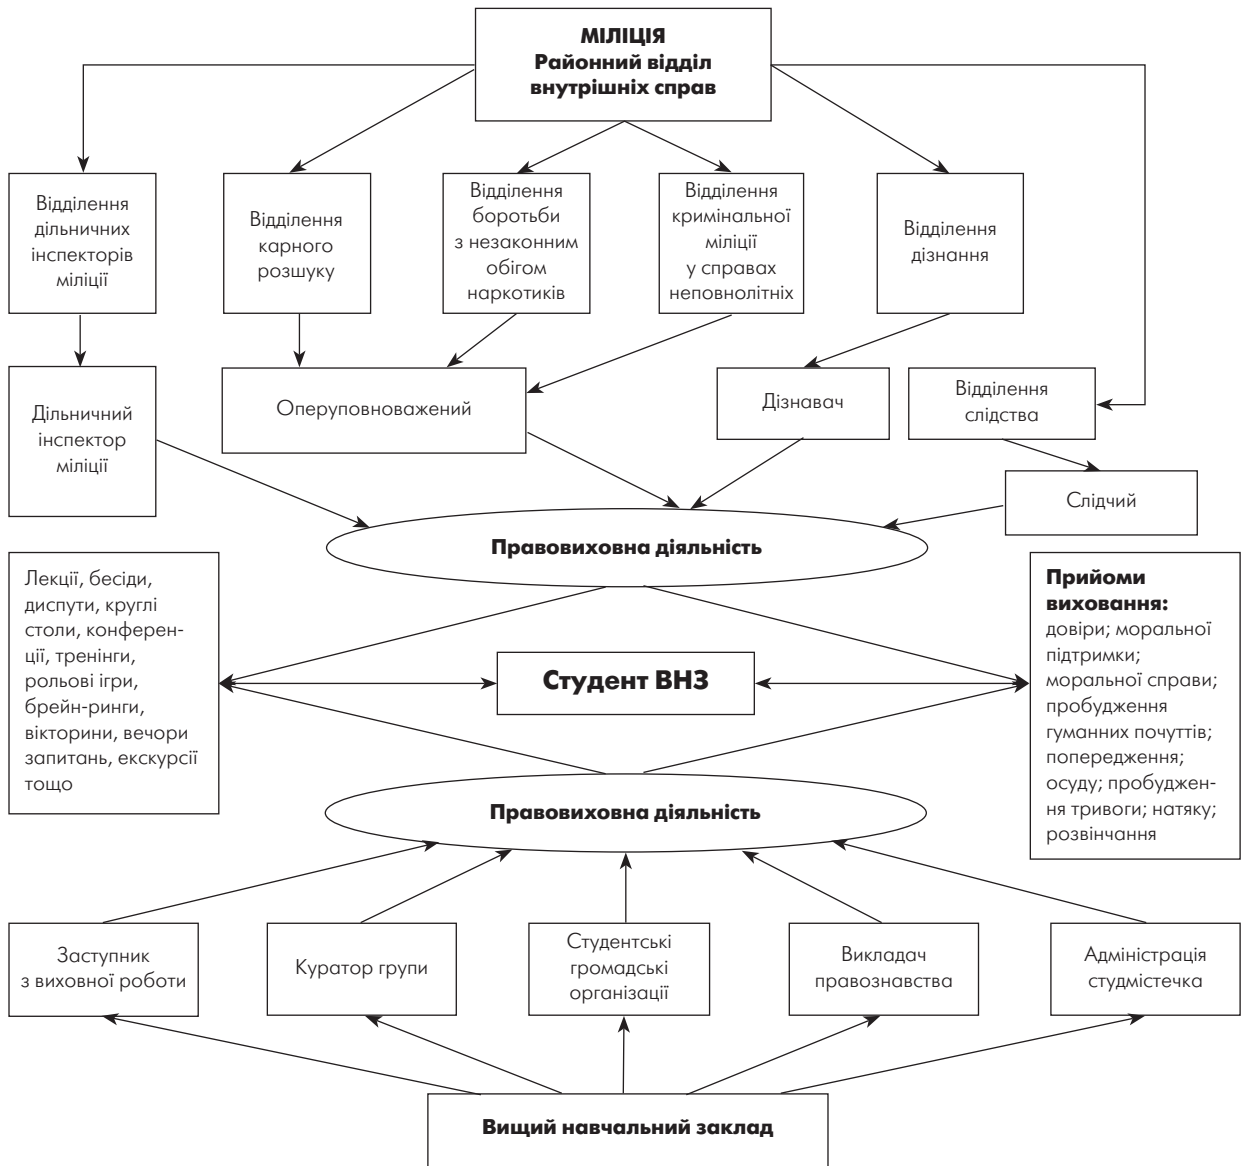 МІЛІЦІЯ
Районний відділ
внутрішніх справ
Відділення
дільничних
інспекторів
міліції
Відділення
карного
розшуку
Відділення
боротьби
з незаконним
обігом
наркотиків
Відділення
кримінальної
міліції
у справах
неповнолітніх
Відділення
дізнання
Дільничний
інспектор
міліції
Оперуповноважений
Дізнавач
Відділення
слідства
Слідчий
Правовиховна діяльність
Лекції, бесіди,
диспути, круглі
столи, конферен-
ції, тренінги,
рольові ігри,
брейн-ринги,
вікторини, вечори
запитань, екскурсії
тощо
Студент ВНЗ
Прийоми
виховання:
довіри; моральної
підтримки;
моральної справи;
пробудження
гуманних почуттів;
попередження;
осуду; пробуджен-
ня тривоги; натяку;
розвінчання
Правовиховна діяльність
Заступник
з виховної роботи
Куратор групи
Студентські
громадські
організації
Викладач
правознавства
Адміністрація
студмістечка
Вищий навчальний заклад